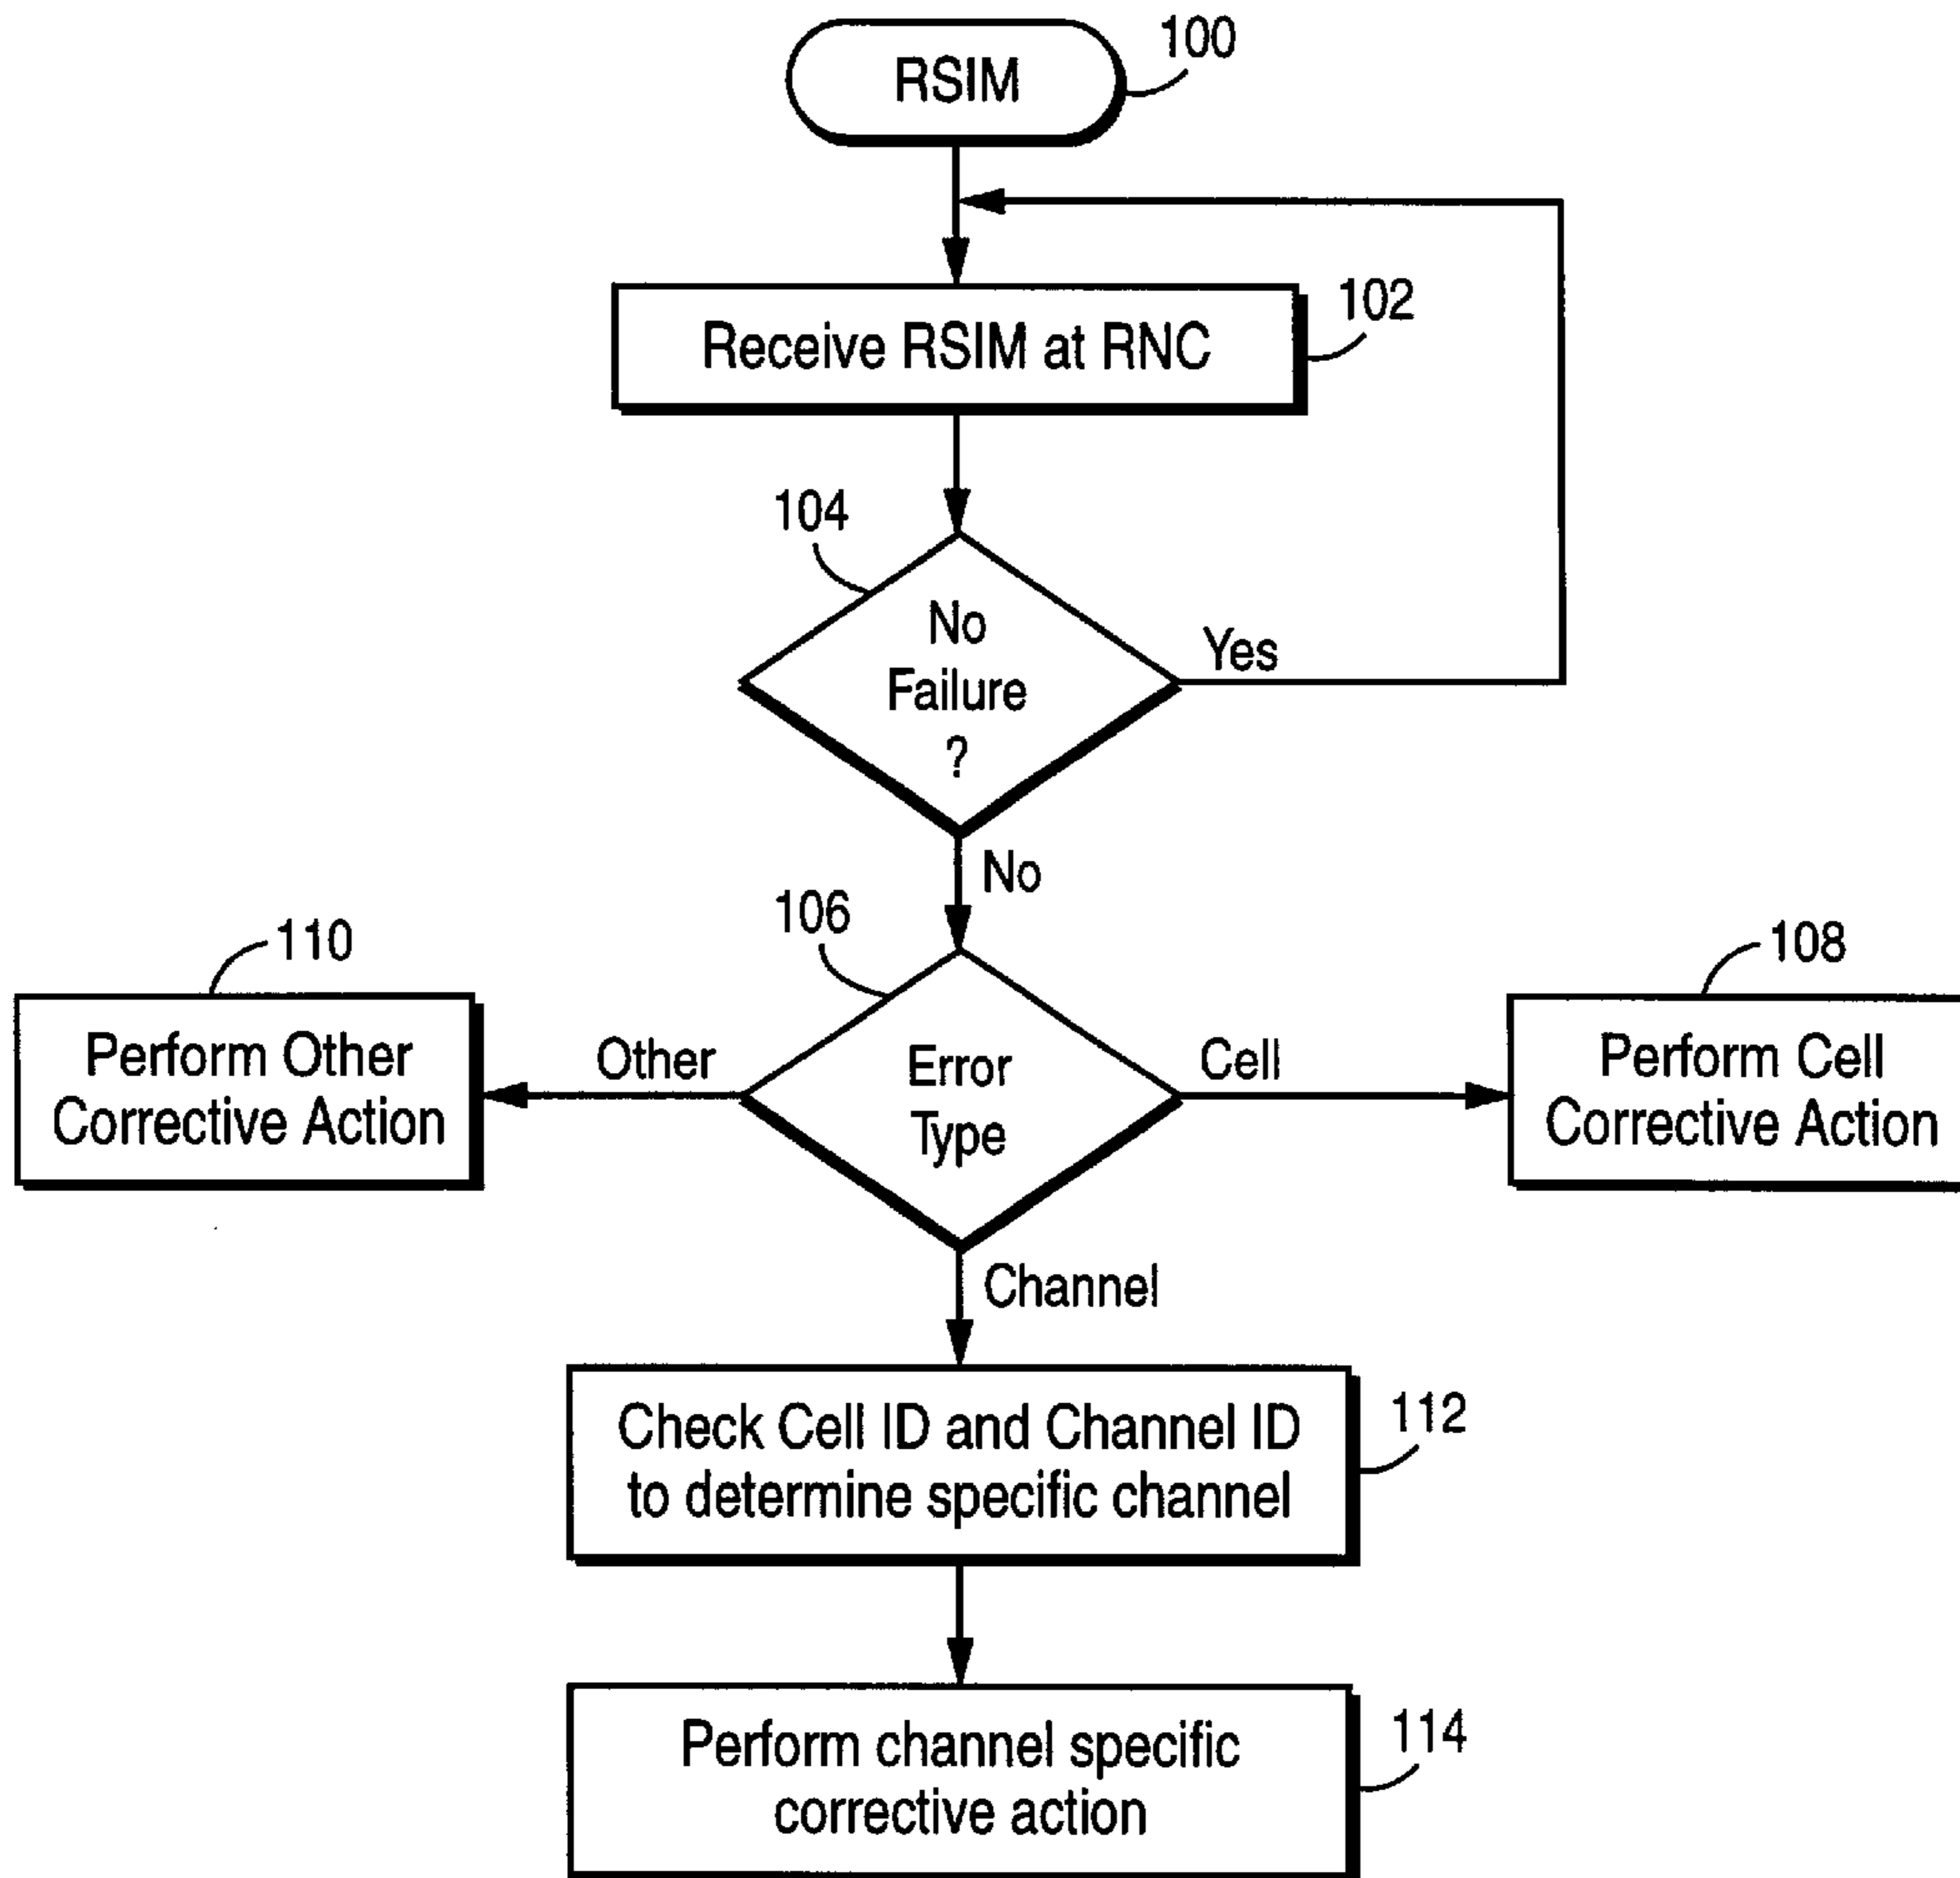 100
RSIM
102
Receive RSIM at RNC
104
No
Failure
?
Yes
No
106
110
108
Perform Other
Corrective Action
Other
Error
Type
Cell
Perform Cell
Corrective Action
Channel
Check Cell ID and Channel ID
to determine specific channel
112
Perform channel specific
corrective action
114